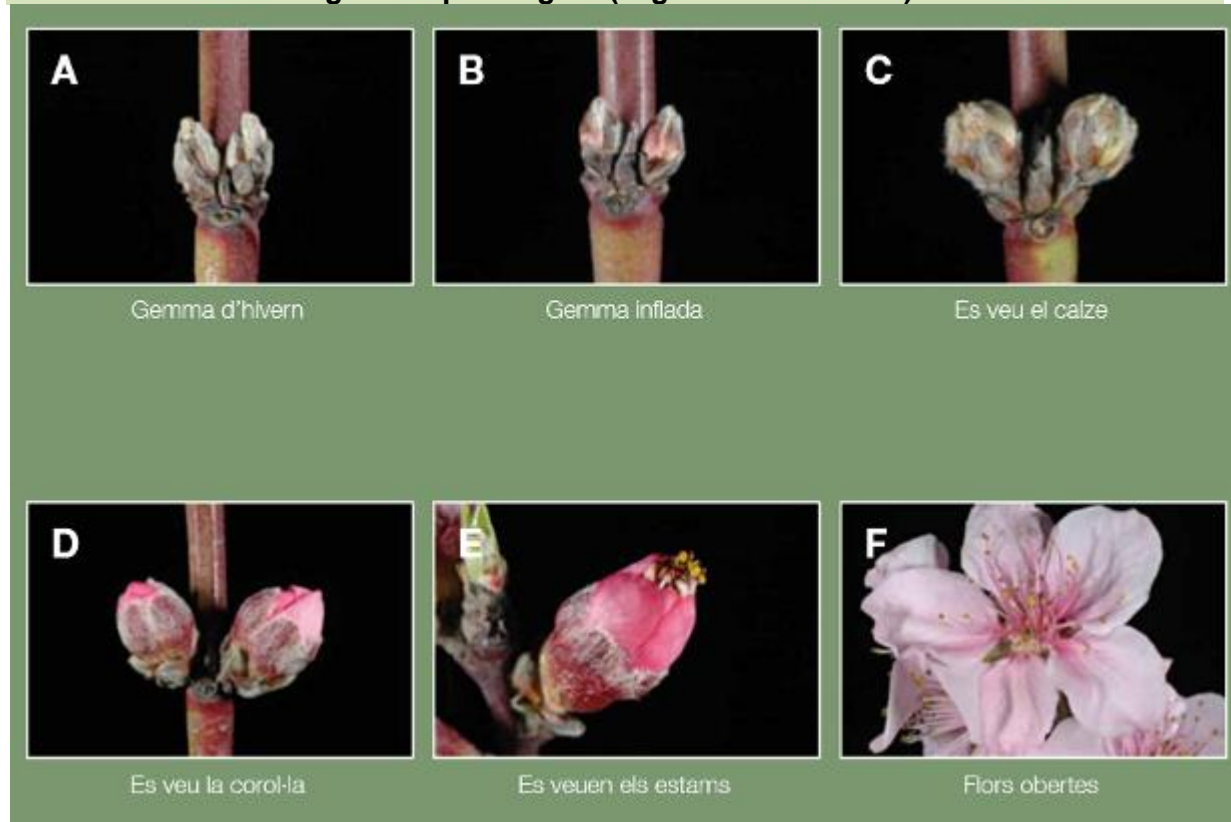 A
B
C
Gemma d'hivern
Gemma inflada
Es veu el calze
D
E
F
Es veu la corol·la
Es veuen els estams
Flors obertes